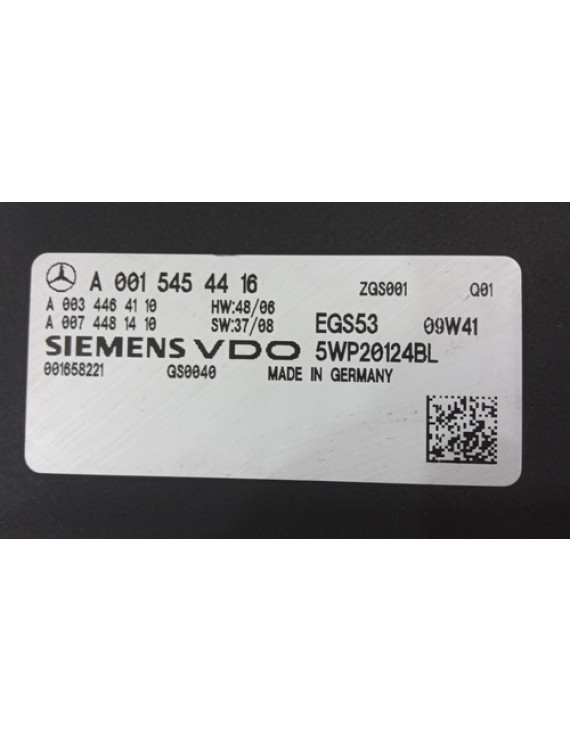 A 001 545 44 16 ZGS001 Q01
A 003 446 41 10 HW:48/06
A 007 448 14 10 SW:37/08 EGS53 09W41
SIEMENS VDO 5WP20124BL
001658221 GS0040 MADE IN GERMANY